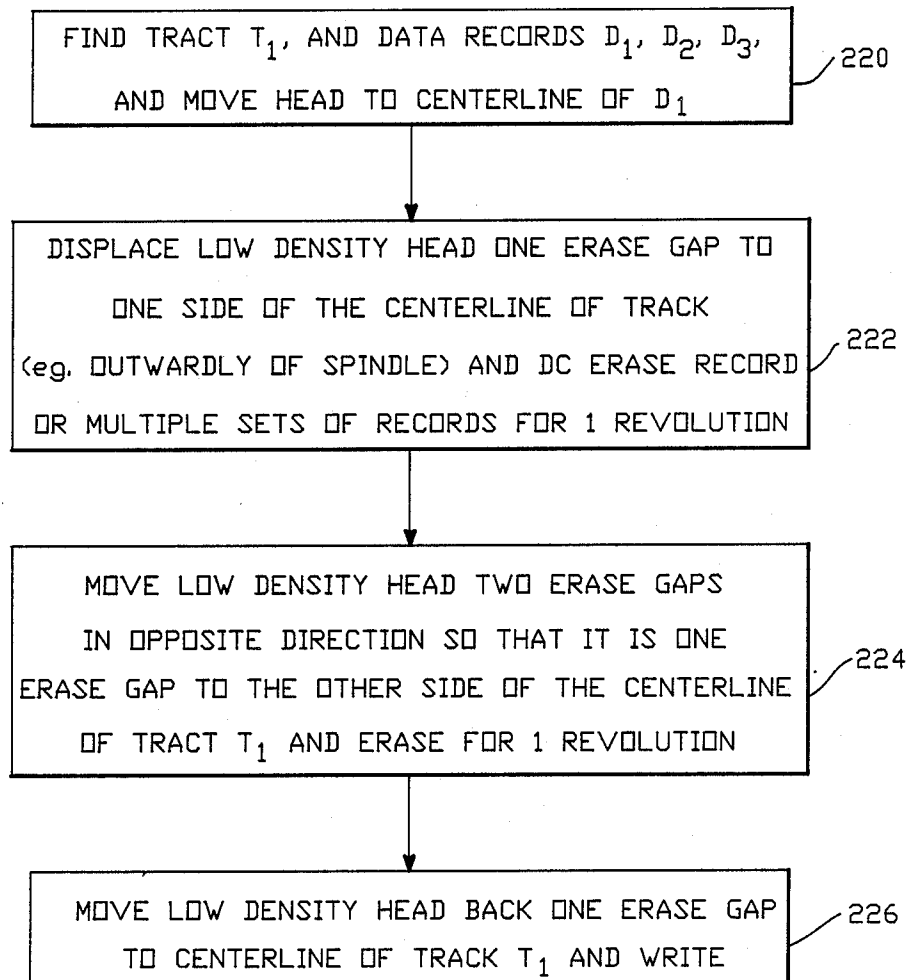 FIND TRACT T₁, AND DATA RECORDS D₁, D₂, D₃,
AND MOVE HEAD TO CENTERLINE OF D₁
220
DISPLACE LOW DENSITY HEAD ONE ERASE GAP TO
ONE SIDE OF THE CENTERLINE OF TRACK
(eg. OUTWARDLY OF SPINDLE) AND DC ERASE RECORD
OR MULTIPLE SETS OF RECORDS FOR 1 REVOLUTION
222
MOVE LOW DENSITY HEAD TWO ERASE GAPS
IN OPPOSITE DIRECTION SO THAT IT IS ONE
ERASE GAP TO THE OTHER SIDE OF THE CENTERLINE
OF TRACT T₁ AND ERASE FOR 1 REVOLUTION
224
MOVE LOW DENSITY HEAD BACK ONE ERASE GAP
TO CENTERLINE OF TRACK T₁ AND WRITE
226